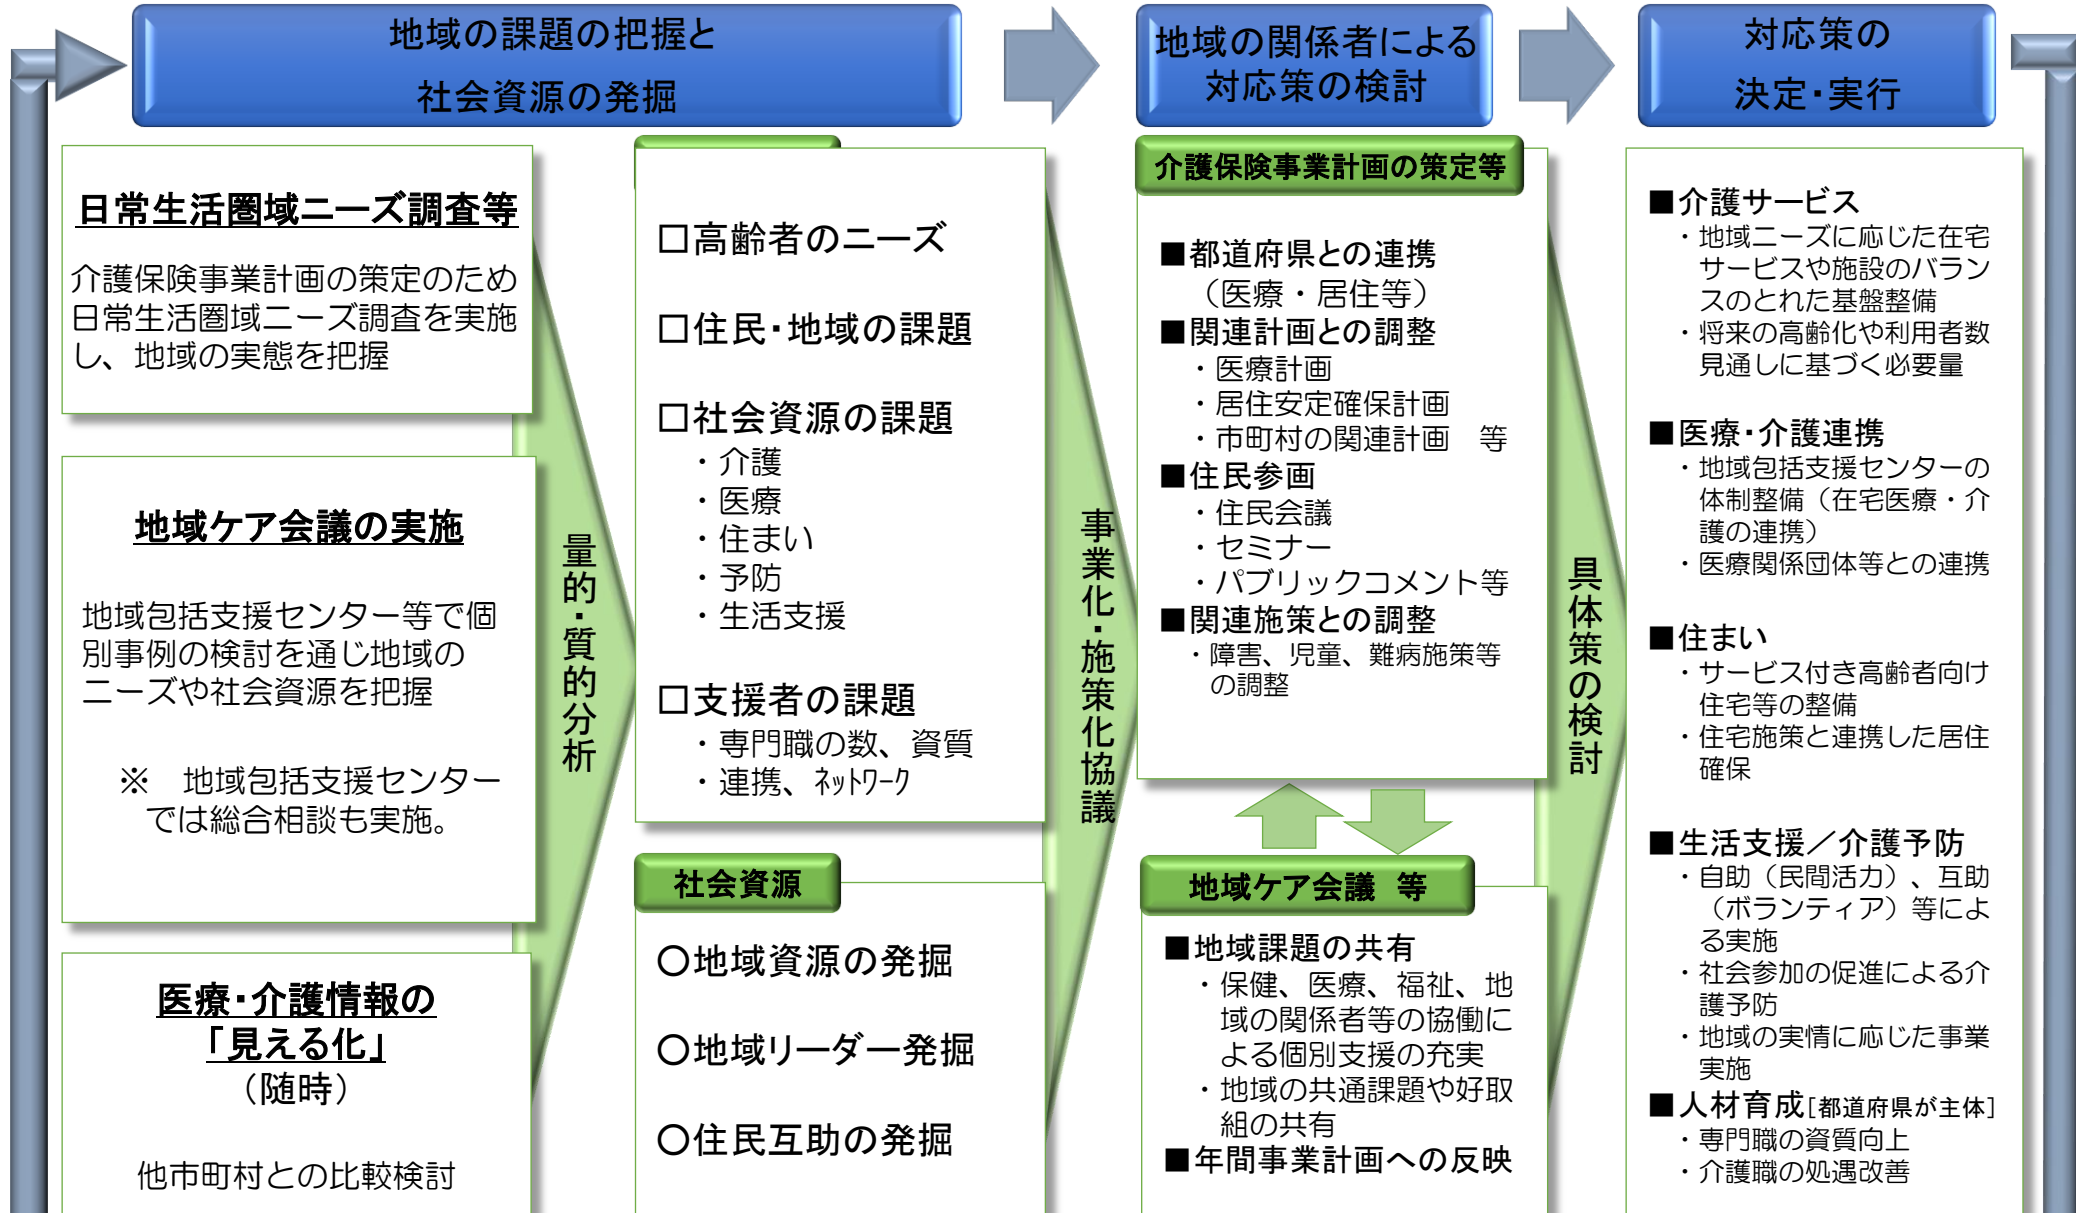 地域の課題の把握と
社会資源の発掘
地域の関係者による
対応策の検討
対応策の
決定・実行
日常生活圏域ニーズ調査等
介護保険事業計画の策定のため
日常生活圏域ニーズ調査を実施
し、地域の実態を把握
地域ケア会議の実施
地域包括支援センター等で個
別事例の検討を通じ地域の
ニーズや社会資源を把握
※　地域包括支援センター
では総合相談も実施。
医療・介護情報の
「見える化」
（随時）
他市町村との比較検討
量的・質的分析
□高齢者のニーズ
□住民・地域の課題
□社会資源の課題
・介護
・医療
・住まい
・予防
・生活支援
□支援者の課題
・専門職の数、資質
・連携、ﾈｯﾄﾜｰｸ
社会資源
○地域資源の発掘
○地域リーダー発掘
○住民互助の発掘
事業化・施策化協議
介護保険事業計画の策定等
■都道府県との連携
（医療・居住等）
■関連計画との調整
・医療計画
・居住安定確保計画
・市町村の関連計画　等
■住民参画
・住民会議
・セミナー
・パブリックコメント等
■関連施策との調整
・障害、児童、難病施策等
の調整
地域ケア会議　等
■地域課題の共有
・保健、医療、福祉、地
域の関係者等の協働に
よる個別支援の充実
・地域の共通課題や好取
組の共有
■年間事業計画への反映
具体策の検討
■介護サービス
・地域ニーズに応じた在宅
サービスや施設のバラン
スのとれた基盤整備
・将来の高齢化や利用者数
見通しに基づく必要量
■医療・介護連携
・地域包括支援センターの
体制整備（在宅医療・介
護の連携）
・医療関係団体等との連携
■住まい
・サービス付き高齢者向け
住宅等の整備
・住宅施策と連携した居住
確保
■生活支援／介護予防
・自助（民間活力）、互助
（ボランティア）等によ
る実施
・社会参加の促進による介
護予防
・地域の実情に応じた事業
実施
■人材育成[都道府県が主体]
・専門職の資質向上
・介護職の処遇改善